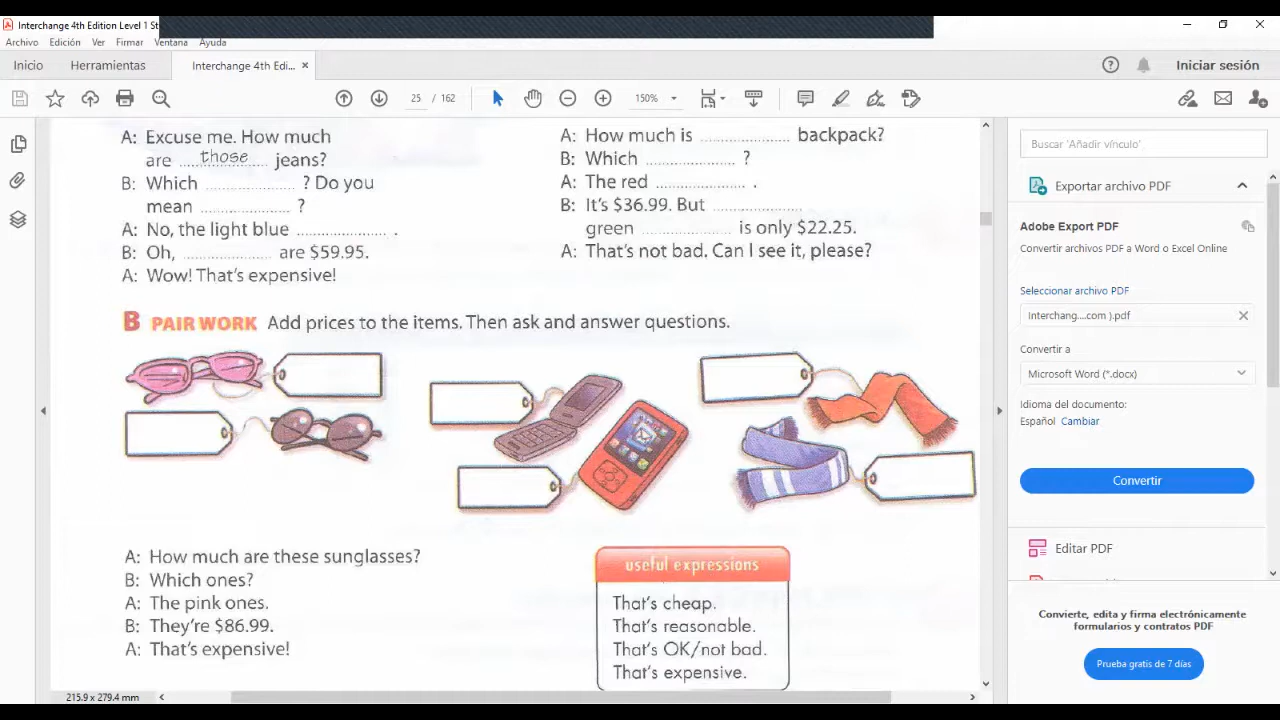 Interchange 4th Edition Level 1 St
Archivo Edición Ver Firmar Ventana Ayuda
Inicio Herramientas Interchange 4th Edi... × Iniciar sesión
25 / 162 150%
A: Excuse me. How much
are ...those... jeans?
B: Which .................... ? Do you
mean .................... ?
A: No, the light blue .................... .
B: Oh, .................... are $59.95.
A: Wow! That's expensive!
A: How much is .................... backpack?
B: Which .................... ?
A: The red .................... .
B: It's $36.99. But ....................
green .................... is only $22.25.
A: That's not bad. Can I see it, please?
B PAIR WORK Add prices to the items. Then ask and answer questions.
A: How much are these sunglasses?
B: Which ones?
A: The pink ones.
B: They're $86.99.
A: That's expensive!
useful expressions
That's cheap.
That's reasonable.
That's OK/not bad.
That's expensive.
215.9 x 279.4 mm
Buscar 'Añadir vínculo'
Exportar archivo PDF
Adobe Export PDF
Convertir archivos PDF a Word o Excel Online
Seleccionar archivo PDF
Interchang....com ).pdf
Convertir a
Microsoft Word (*.docx)
Idioma del documento:
Español Cambiar
Convertir
Editar PDF
Convierte, edita y firma electrónicamente
formularios y contratos PDF
Prueba gratis de 7 días